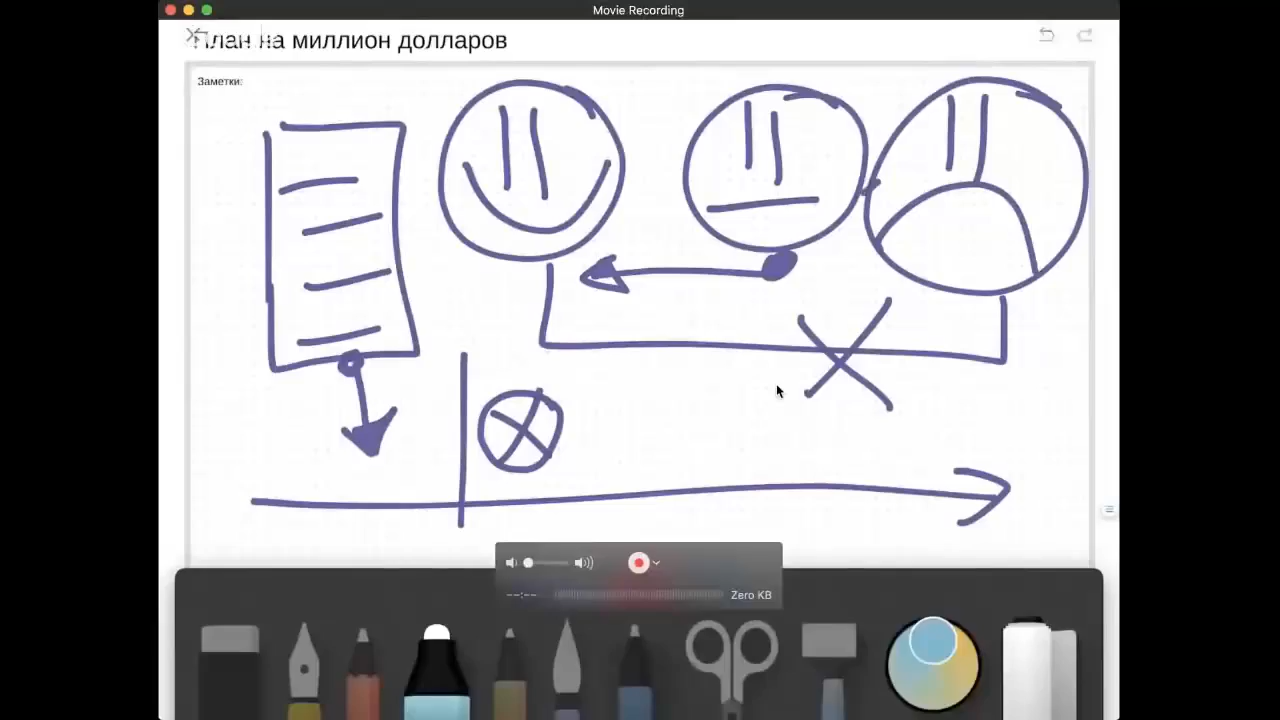 Movie Recording
План на миллион долларов
Заметки:
--:--
Zero KB